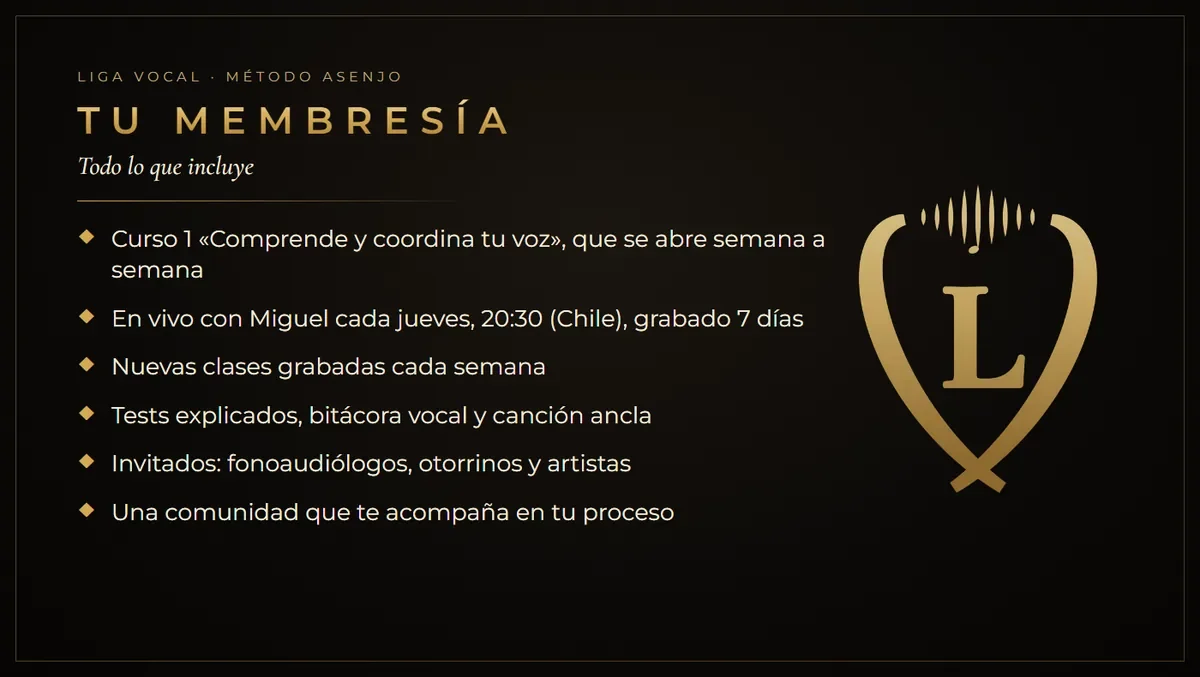 LIGA VOCAL · MÉTODO ASENJO
TU MEMBRESÍA
Todo lo que incluye
Curso 1 «Comprende y coordina tu voz», que se abre semana a
semana
En vivo con Miguel cada jueves, 20:30 (Chile), grabado 7 días
Nuevas clases grabadas cada semana
Tests explicados, bitácora vocal y canción ancla
Invitados: fonoaudiólogos, otorrinos y artistas
Una comunidad que te acompaña en tu proceso
L